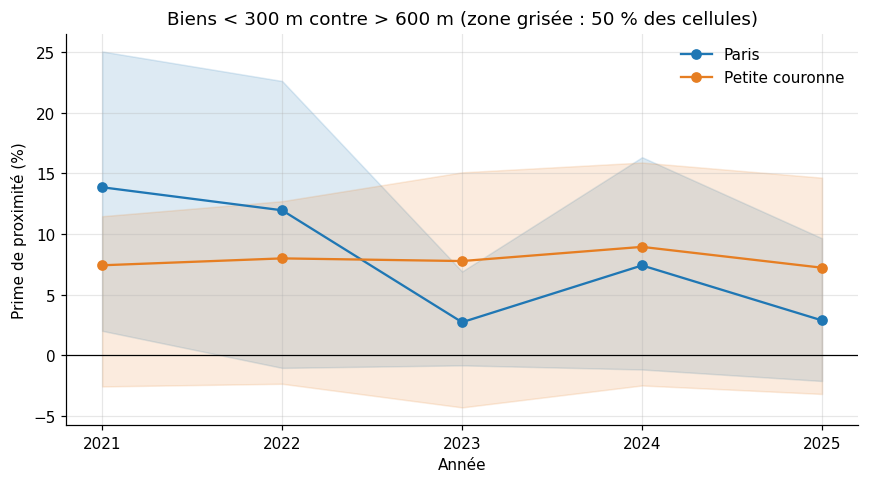 Biens < 300 m contre > 600 m (zone grisée : 50 % des cellules)
Prime de proximité (%)
25
20
15
10
5
0
−5
Paris
Petite couronne
2021
2022
2023
2024
2025
Année